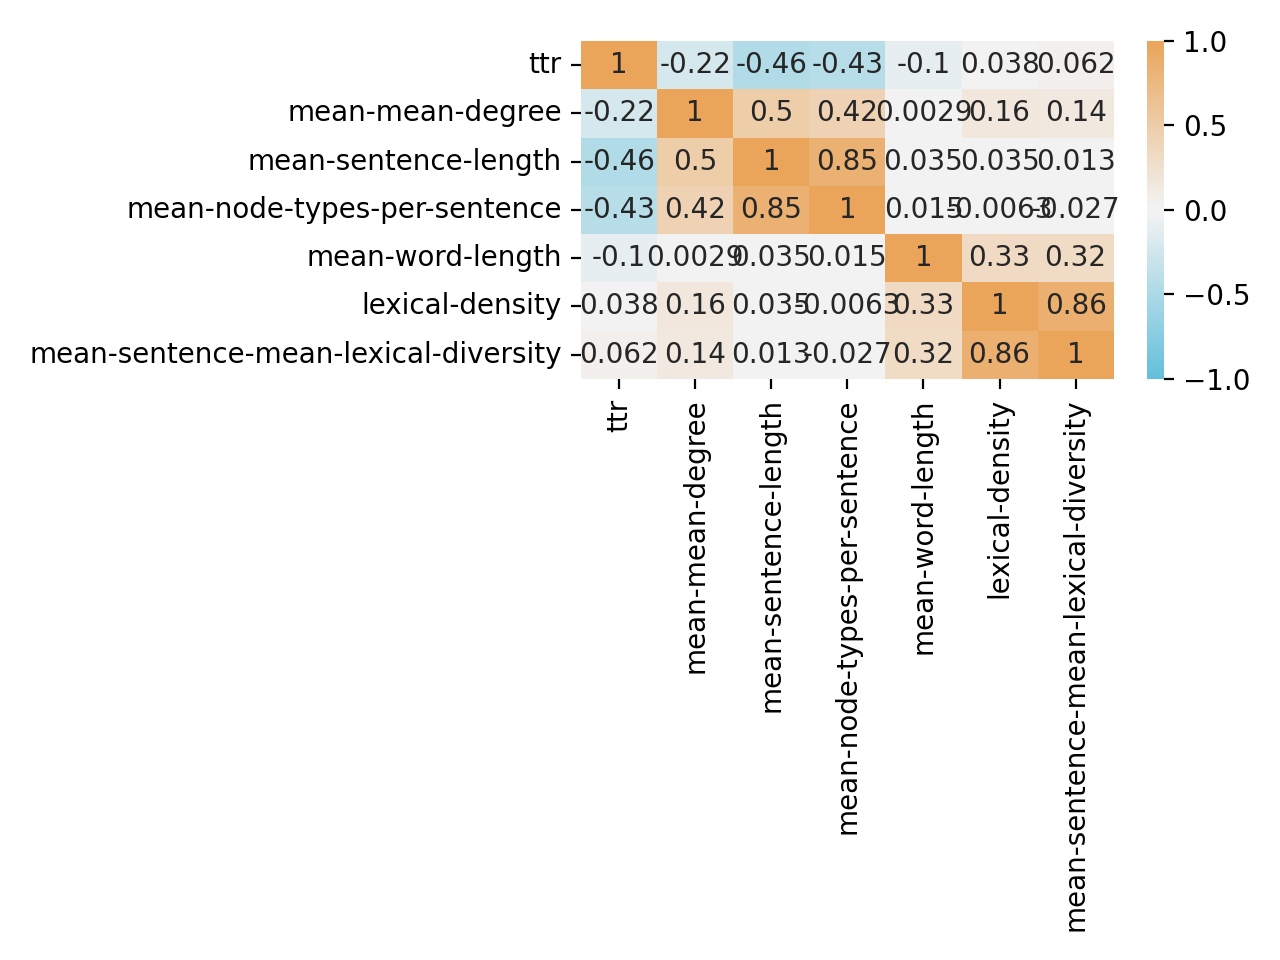 ttr 1 -0.22 -0.46 -0.43 -0.1 0.038 0.062 1.0
mean-mean-degree -0.22 1 0.5 0.42 0.0029 0.16 0.14 0.5
mean-sentence-length -0.46 0.5 1 0.85 0.035 0.035 0.013
mean-node-types-per-sentence -0.43 0.42 0.85 1 0.015 -0.0063 -0.027 0.0
mean-word-length -0.1 0.0029 0.035 0.015 1 0.33 0.32
lexical-density 0.038 0.16 0.035 -0.0063 0.33 1 0.86 −0.5
mean-sentence-mean-lexical-diversity 0.062 0.14 0.013 -0.027 0.32 0.86 1 −1.0
ttr
mean-mean-degree
mean-sentence-length
mean-node-types-per-sentence
mean-word-length
lexical-density
mean-sentence-mean-lexical-diversity